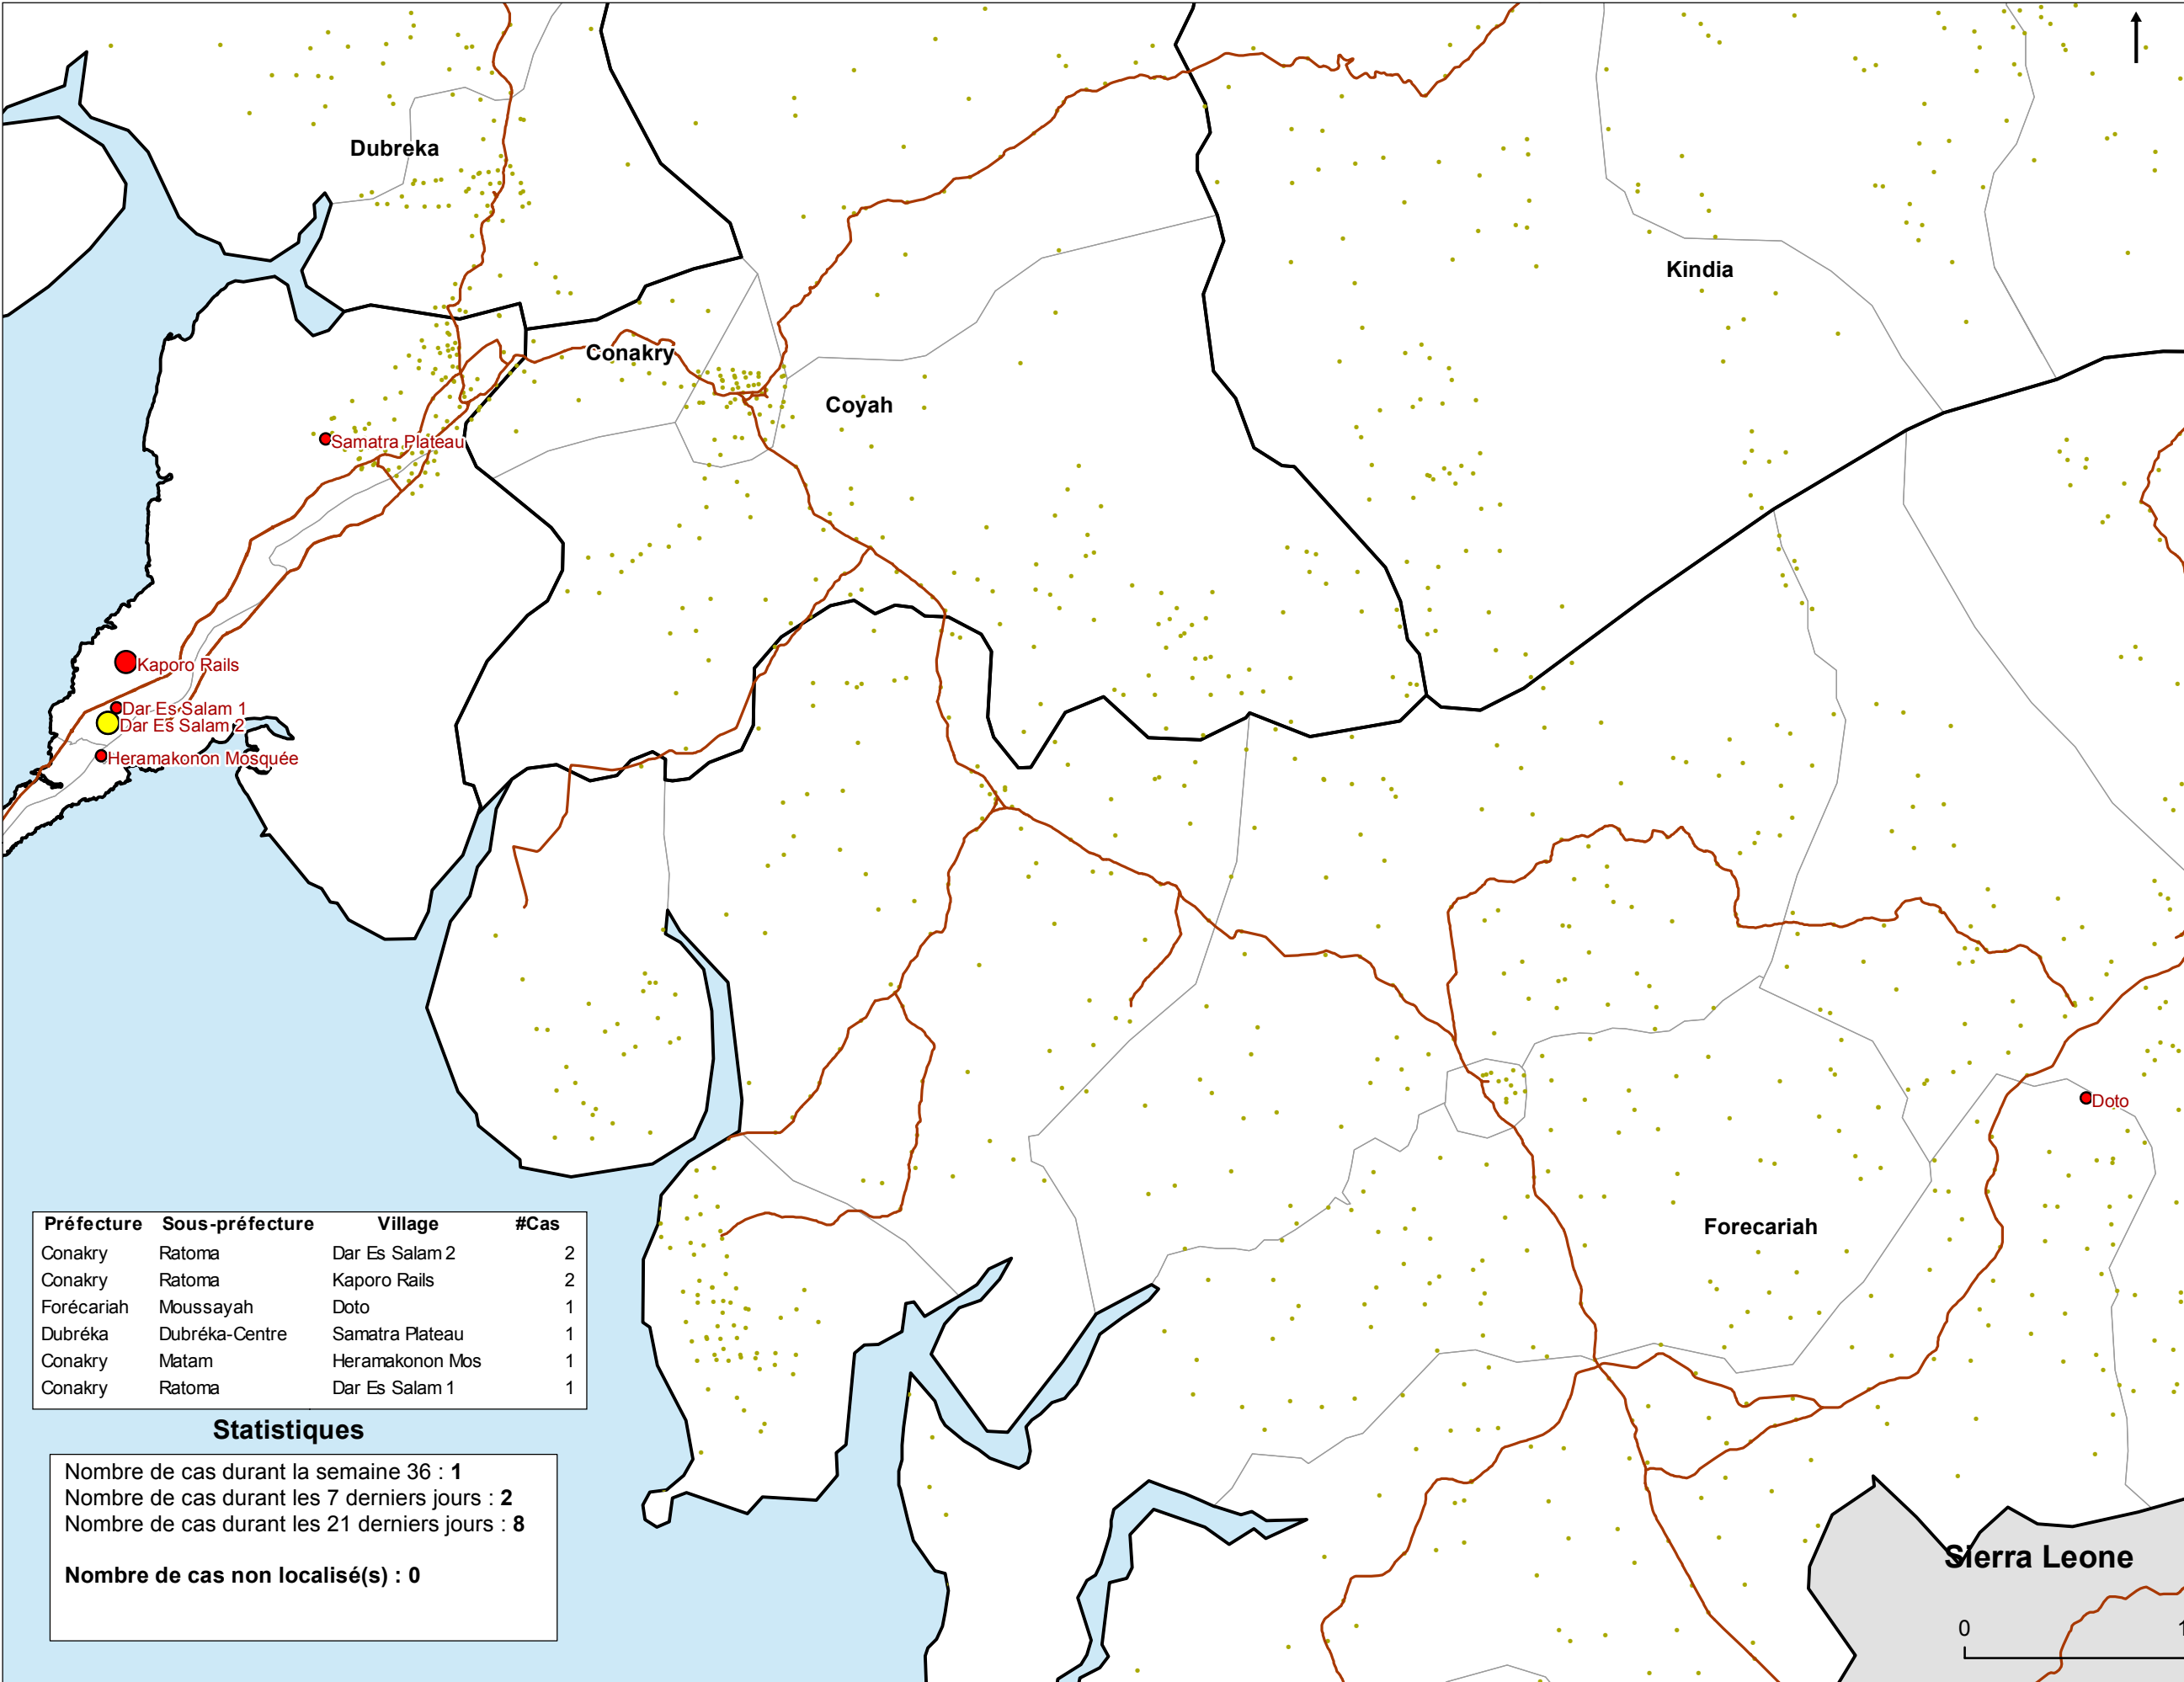 Dubreka
Kindia
Conakry
Coyah
Samatra Plateau
Kaporo Rails
Dar Es Salam 1
Dar Es Salam 2
Heramakonon Mosquée
Doto
Forecariah
Préfecture Sous-préfecture Village #Cas
Conakry Ratoma Dar Es Salam 2 2
Conakry Ratoma Kaporo Rails 2
Forécariah Moussayah Doto 1
Dubréka Dubréka-Centre Samatra Plateau 1
Conakry Matam Heramakonon Mos 1
Conakry Ratoma Dar Es Salam 1 1
Statistiques
Nombre de cas durant la semaine 36 : 1
Nombre de cas durant les 7 derniers jours : 2
Nombre de cas durant les 21 derniers jours : 8
Nombre de cas non localisé(s) : 0
Sierra Leone
0